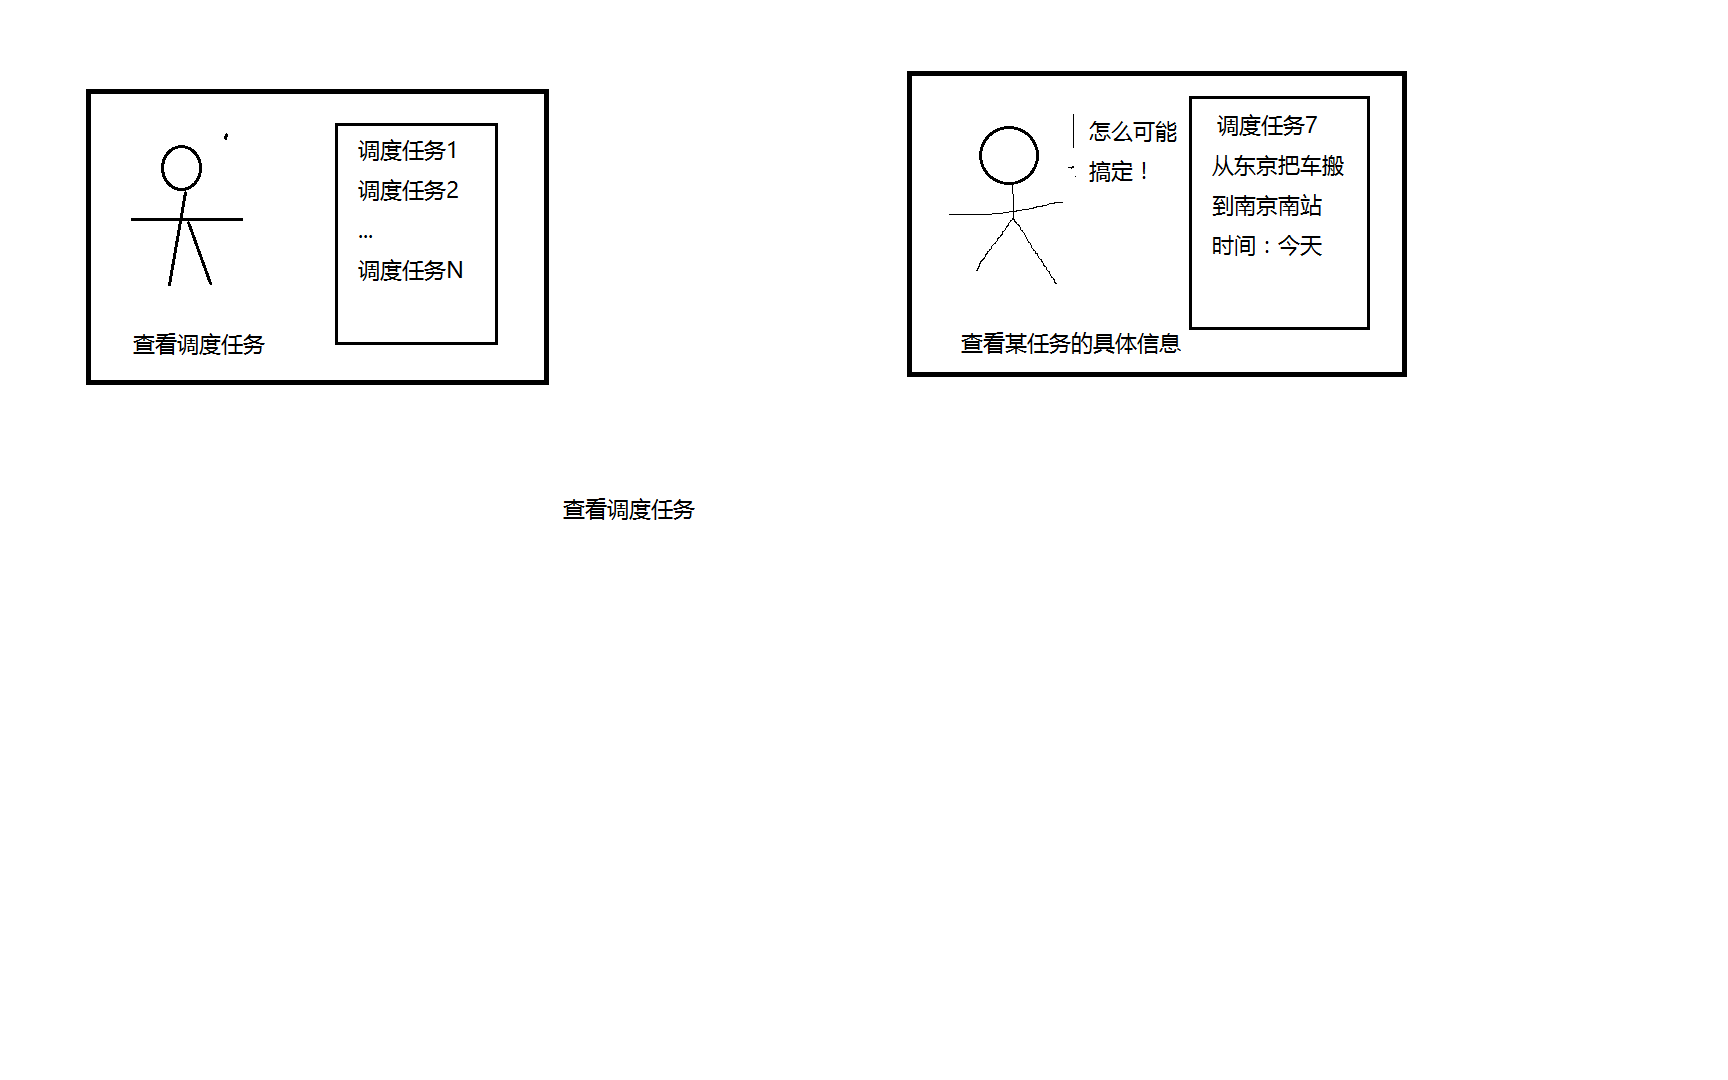 调度任务1
调度任务2
...
调度任务N
查看调度任务
怎么可能
搞定！
调度任务7
从东京把车搬
到南京南站
时间：今天
查看某任务的具体信息
查看调度任务